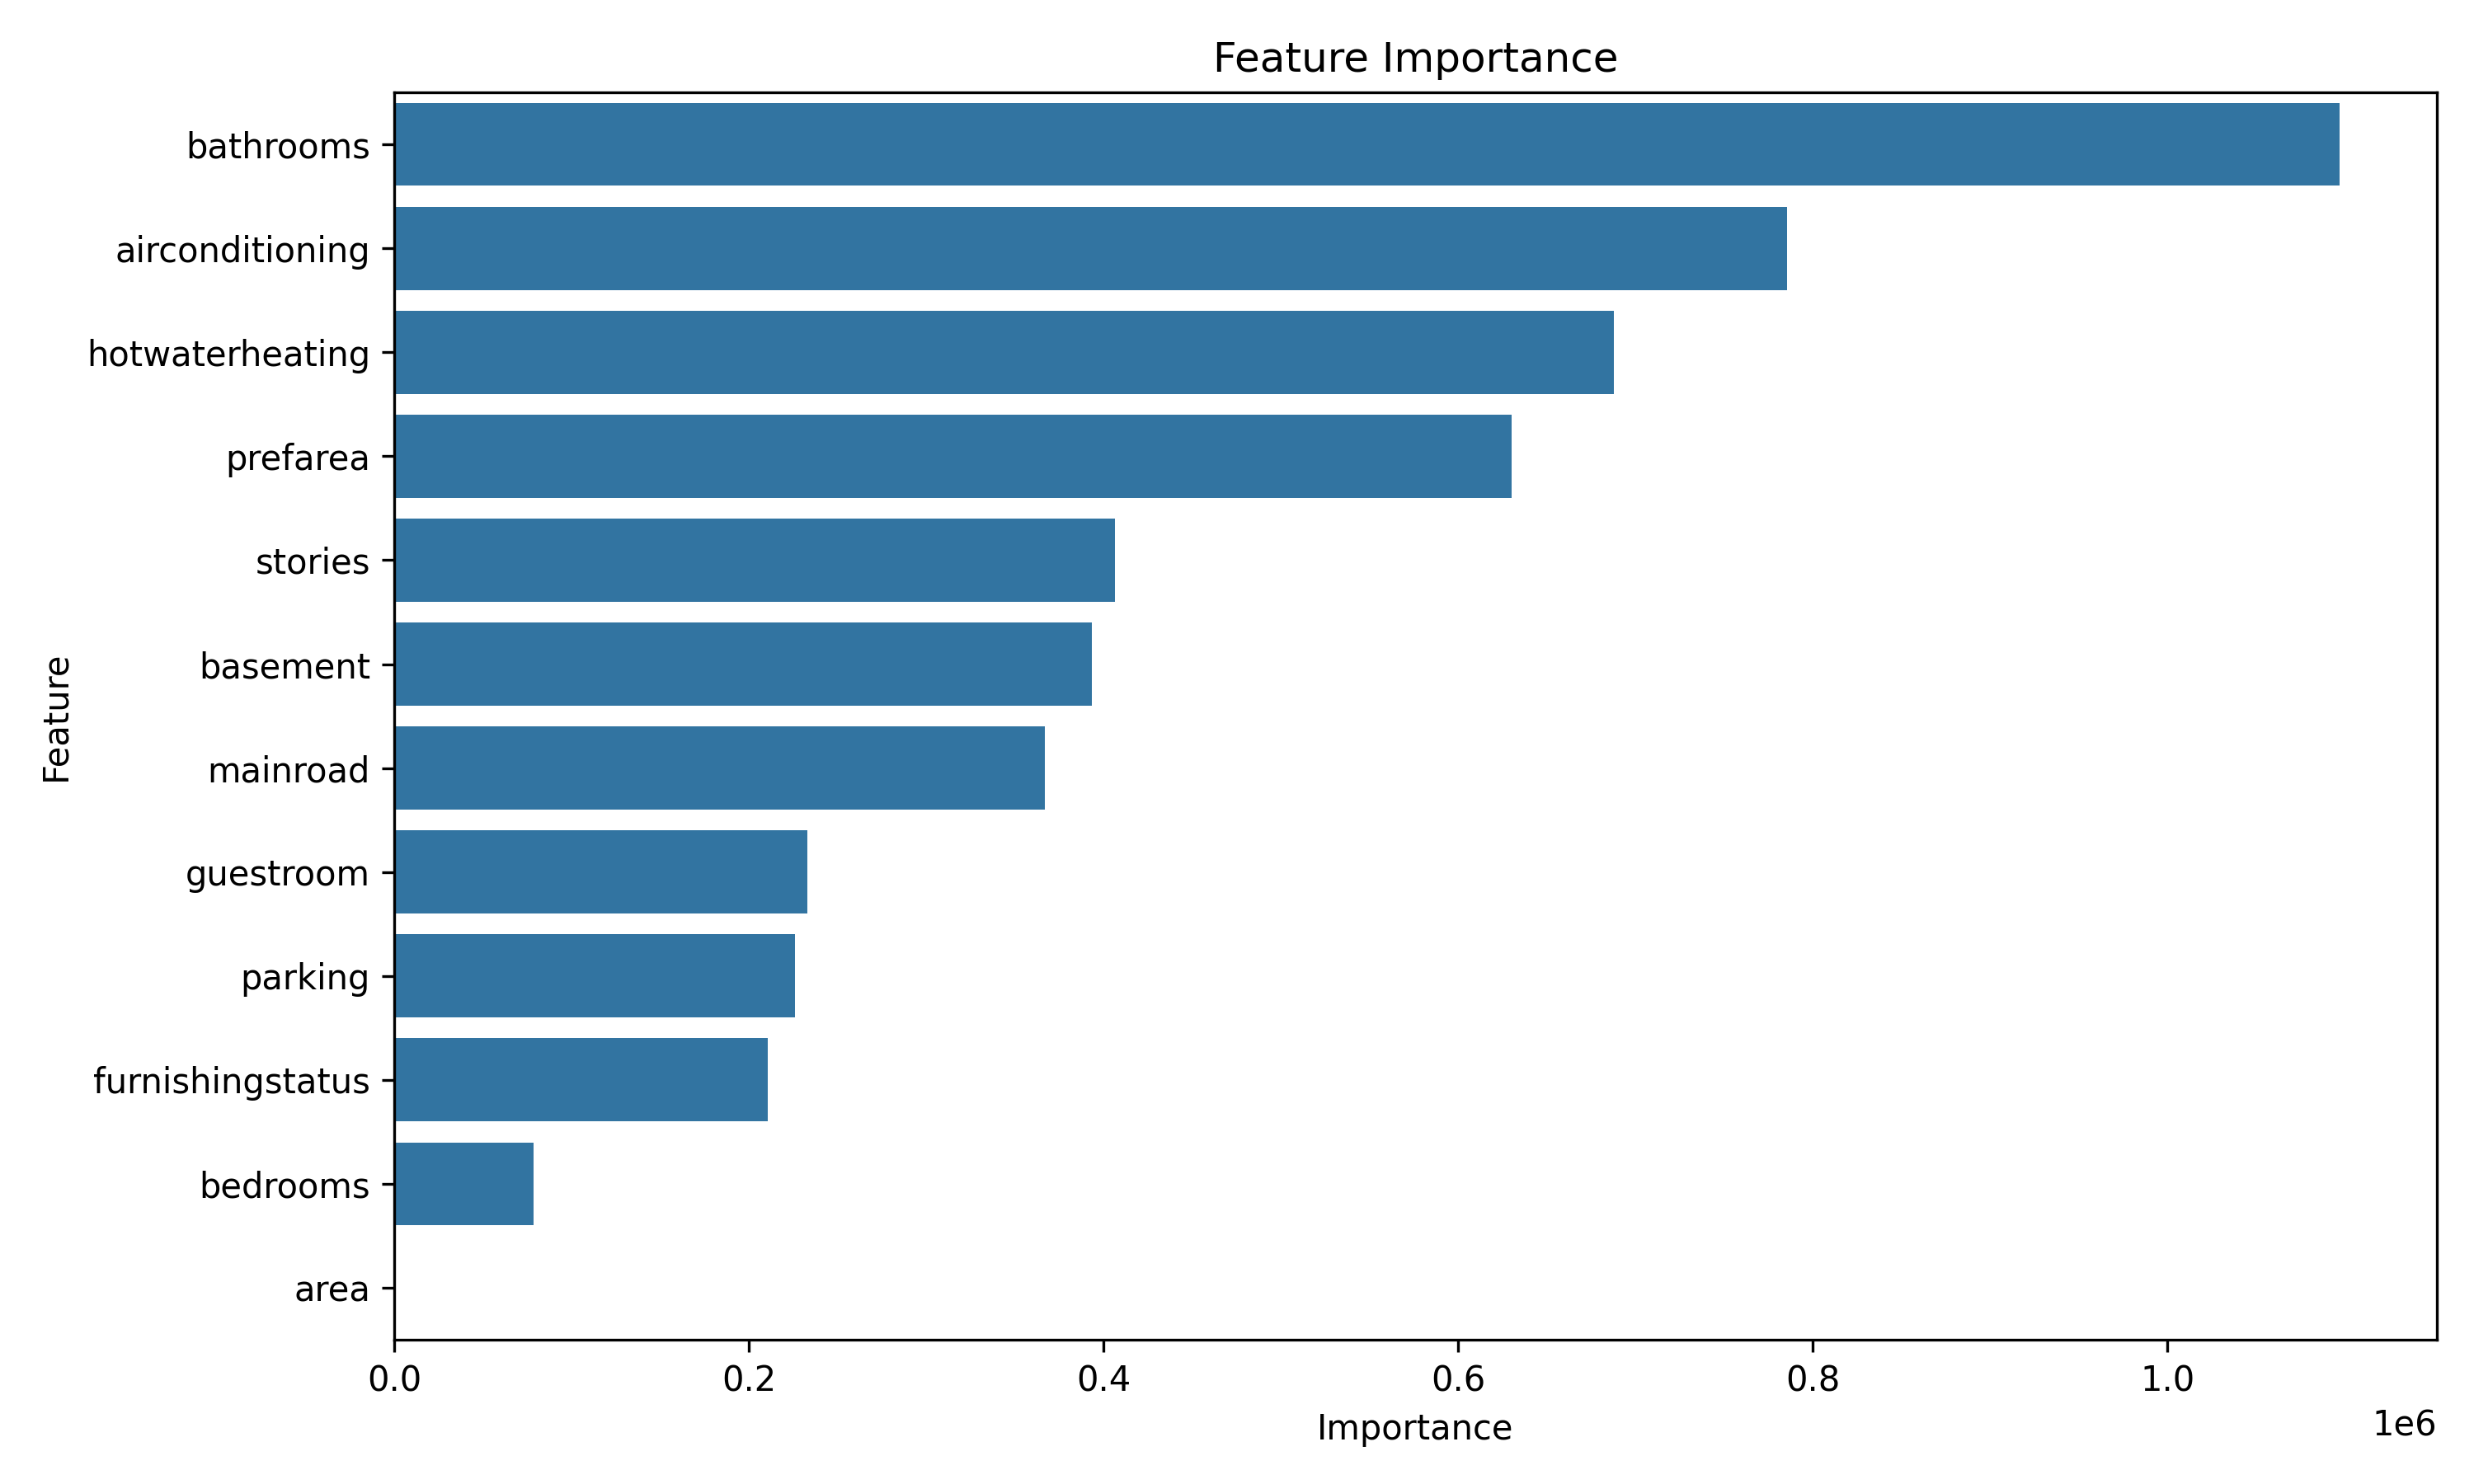 Feature Importance
bathrooms
airconditioning
hotwaterheating
prefarea
stories
basement
mainroad
guestroom
parking
furnishingstatus
bedrooms
area
Feature
0.0 0.2 0.4 0.6 0.8 1.0
1e6
Importance